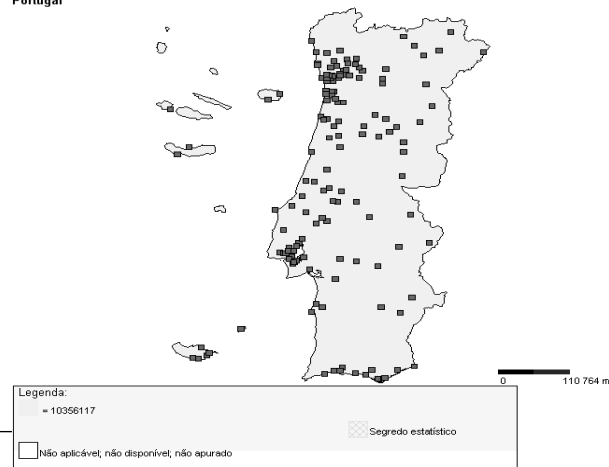 Portugal
0 110 764 m
Legenda:
= 10356117
Segredo estatístico
Não aplicável; não disponível; não apurado